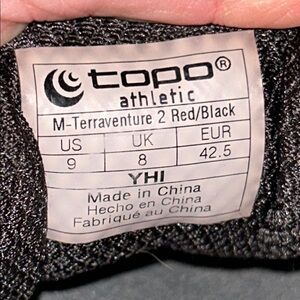 topo®
athletic
M-Terraventure 2 Red/Black
US UK EUR
9 8 42.5
YHI
Made in China
Hecho en China
Fabriqué au China